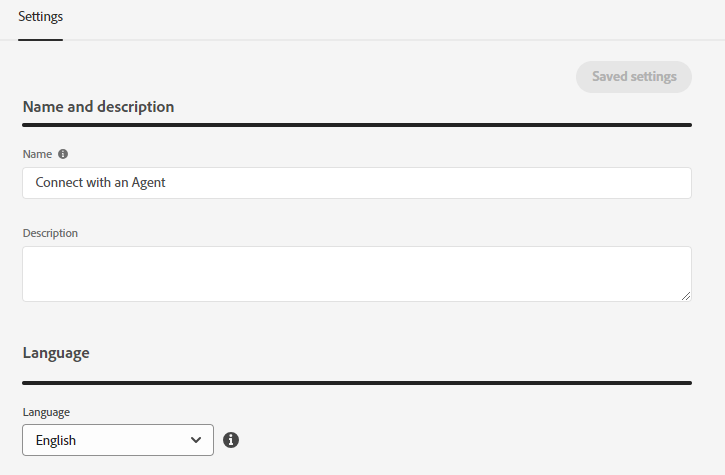 Settings
Saved settings
Name and description
Name
Connect with an Agent
Description
Language
Language
English